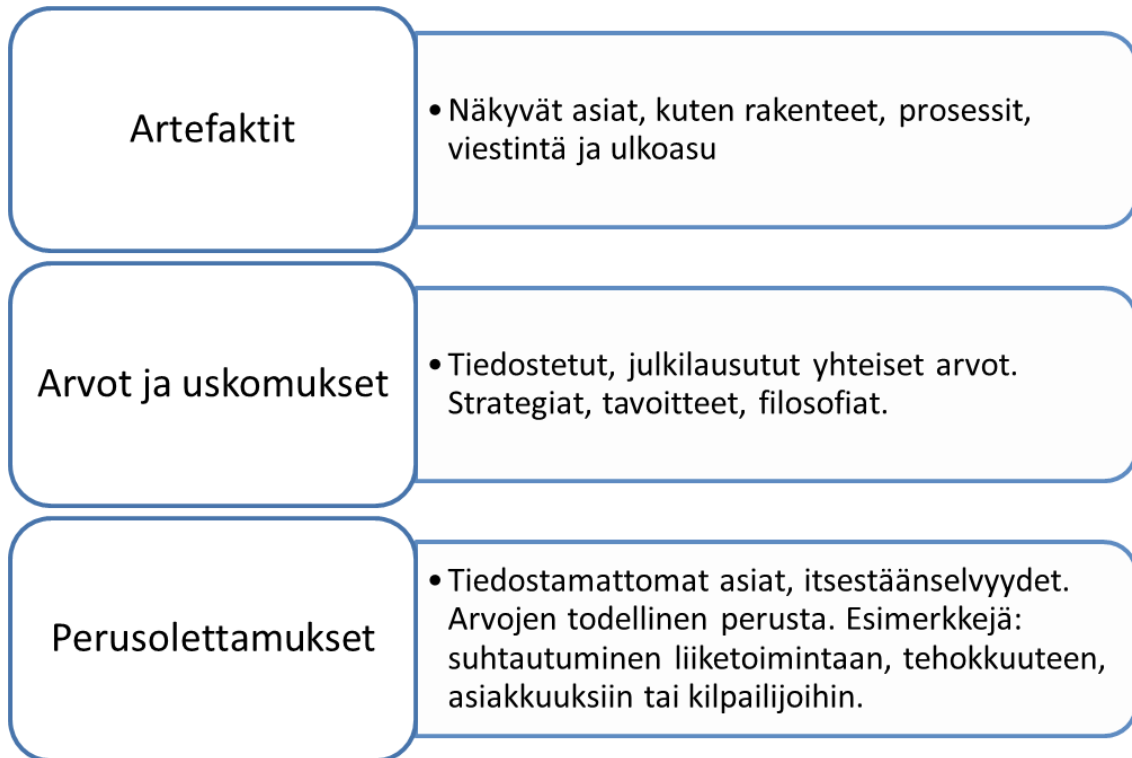 Artefaktit
• Näkyvät asiat, kuten rakenteet, prosessit,
viestintä ja ulkoasu
Arvot ja uskomukset
• Tiedostetut, julkilausutut yhteiset arvot.
Strategiat, tavoitteet, filosofiat.
Perusolettamukset
• Tiedostamattomat asiat, itsestäänselvyydet.
Arvojen todellinen perusta. Esimerkkejä:
suhtautuminen liiketoimintaan, tehokkuuteen,
asiakkuuksiin tai kilpailijoihin.